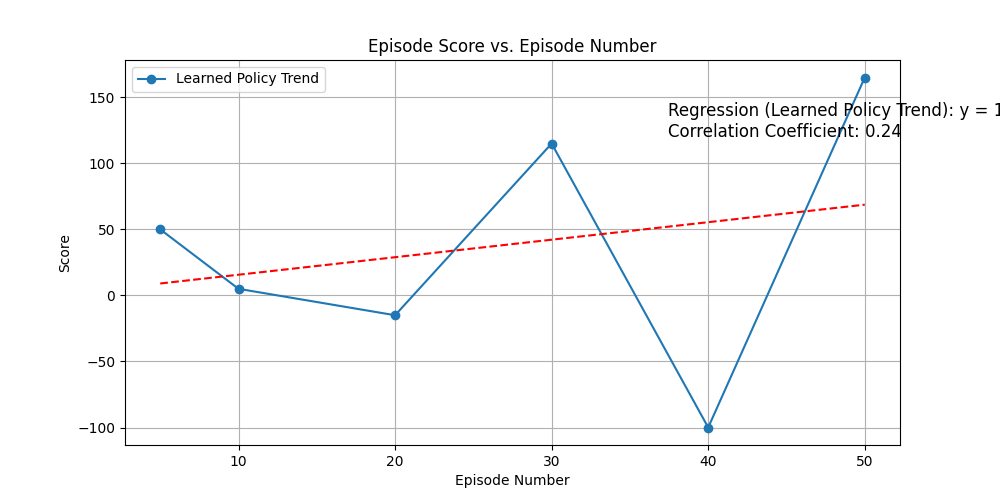 Episode Score vs. Episode Number
Learned Policy Trend
Regression (Learned Policy Trend): y = 1
Correlation Coefficient: 0.24
150
100
50
0
−50
−100
Score
10 20 30 40 50
Episode Number